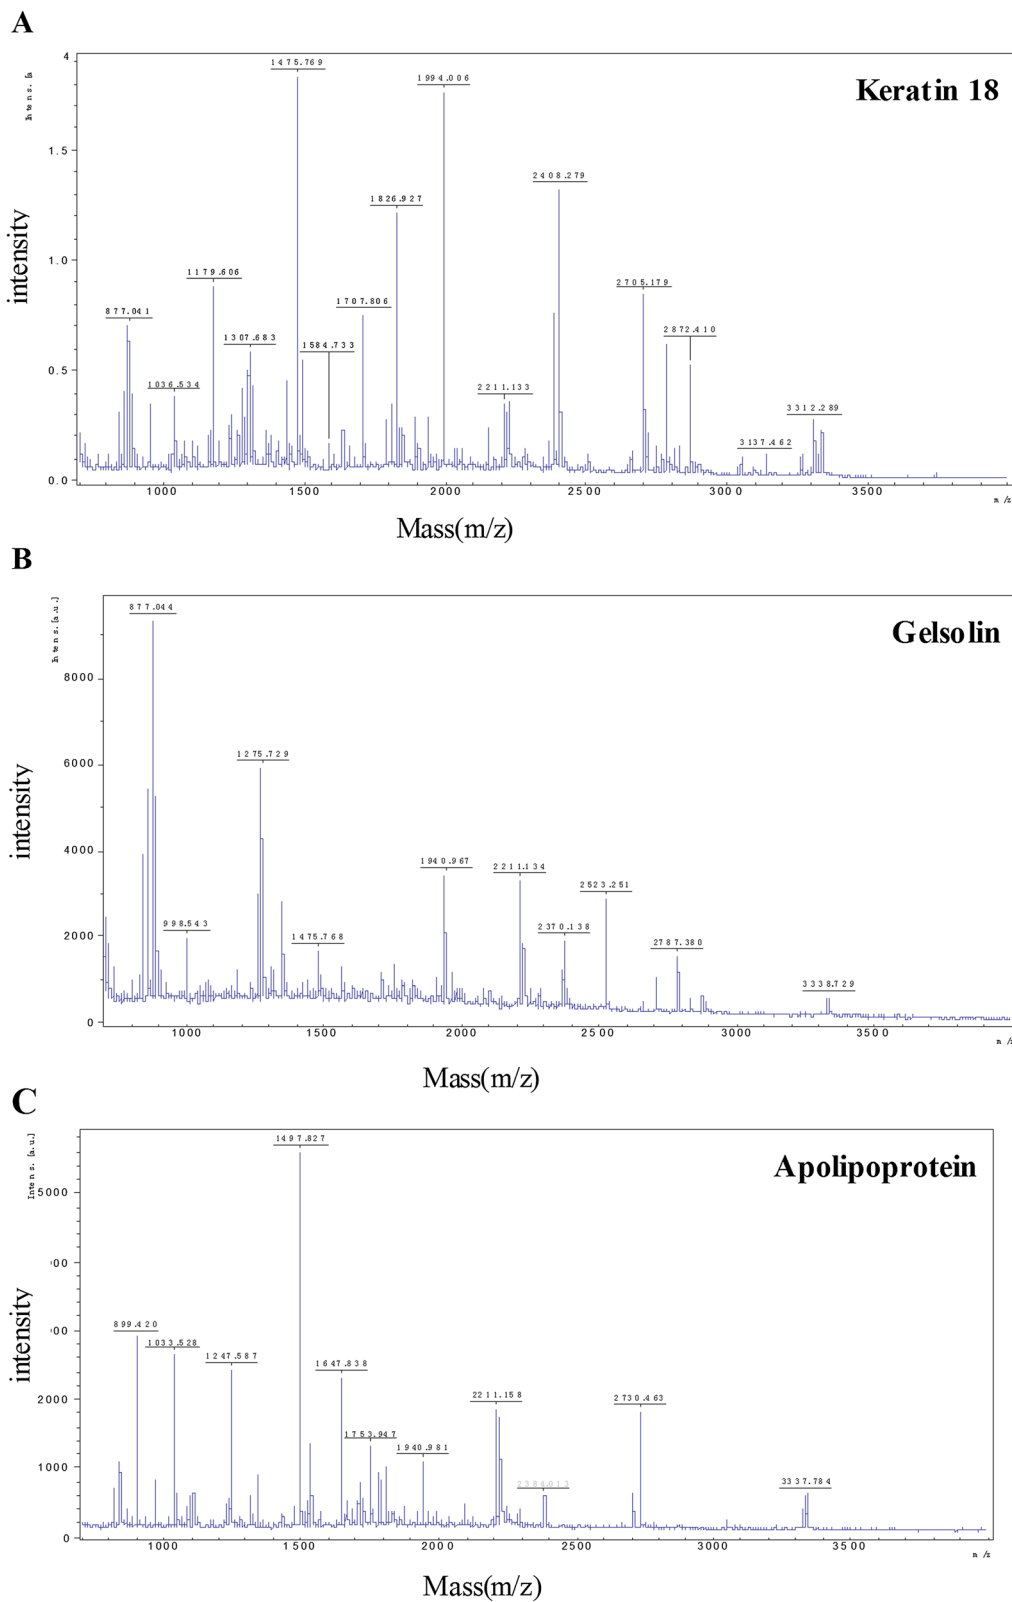 A
Keratin 18
4
Intens. [a
1475.769
1994.006
2408.279
1826.927
1.5
1179.606
1.0
2705.179
877.041
1707.806
2872.410
1307.683
1584.733
1036.534
2211.133
0.5
3312.289
3137.462
0.0
1000 1500 2000 2500 3000 3500
m/z
intensity
Mass(m/z)
B
Gelsolin
Intens. [a.u.]
877.044
8000
1275.729
6000
1940.967
2211.134
4000
2523.251
998.543
2370.138
1475.768
2787.380
2000
3338.729
0
1000 1500 2000 2500 3000 3500
m/z
intensity
Mass(m/z)
C
Apolipoprotein
Intens. [a.u.]
1497.827
5000
00
899.420
00
1033.528
1247.587
1647.838
2211.158
2730.463
2000
1753.947
1940.981
2384.013
3337.784
1000
0
1000 1500 2000 2500 3000 3500
m/z
intensity
Mass(m/z)